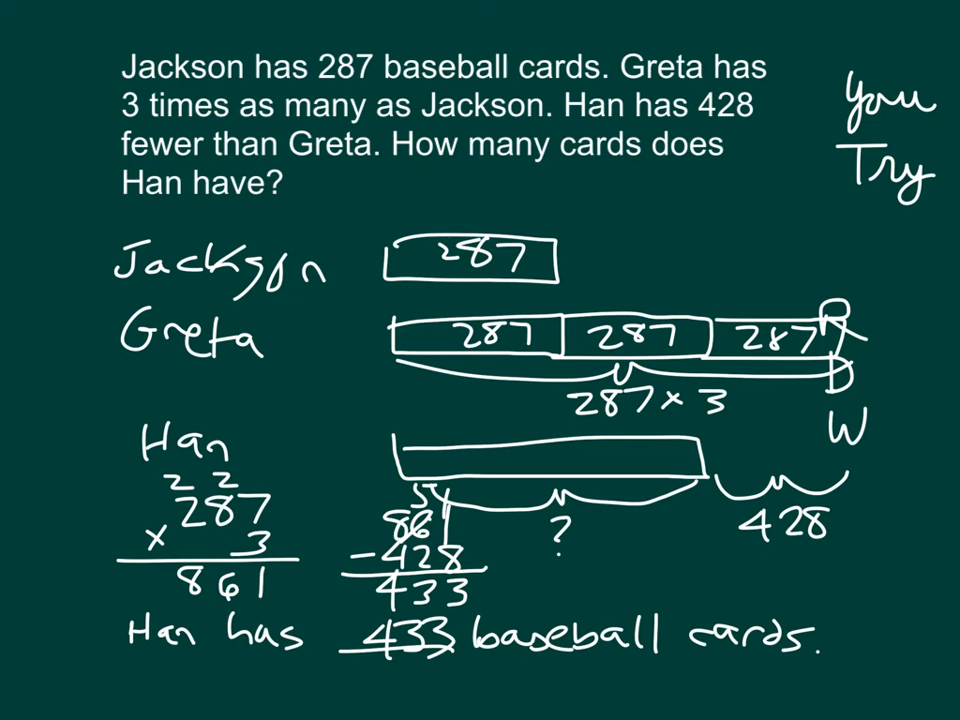 Jackson has 287 baseball cards. Greta has
3 times as many as Jackson. Han has 428
fewer than Greta. How many cards does
Han have?
You
Try
Jackson 287
Greta 287 287 287 R
D
287 × 3
W
Han
2 2
287
× 3
861
5 1
861
- 428
433
?
428
Han has 433 baseball cards.